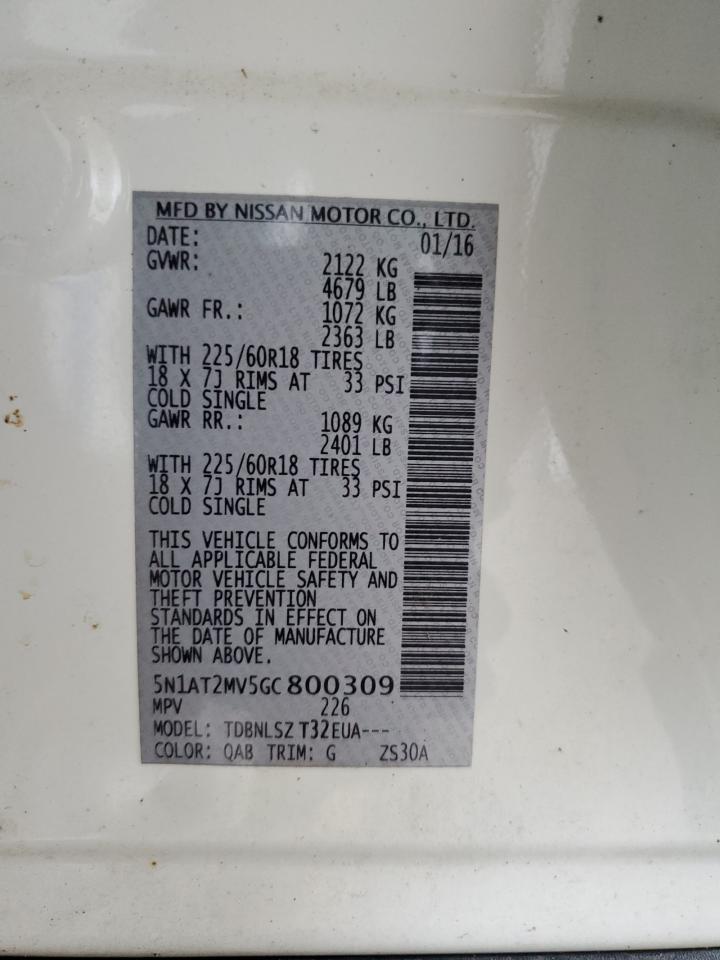 MFD BY NISSAN MOTOR CO., LTD.
DATE: 01/16
GVWR: 2122 KG
4679 LB
GAWR FR.: 1072 KG
2363 LB
WITH 225/60R18 TIRES
18 X 7J RIMS AT 33 PSI
COLD SINGLE
GAWR RR.: 1089 KG
2401 LB
WITH 225/60R18 TIRES
18 X 7J RIMS AT 33 PSI
COLD SINGLE
THIS VEHICLE CONFORMS TO
ALL APPLICABLE FEDERAL
MOTOR VEHICLE SAFETY AND
THEFT PREVENTION
STANDARDS IN EFFECT ON
THE DATE OF MANUFACTURE
SHOWN ABOVE.
5N1AT2MV5GC 800309
MPV 226
MODEL: TDBNLSZ T32EUA---
COLOR: QAB TRIM: G ZS30A